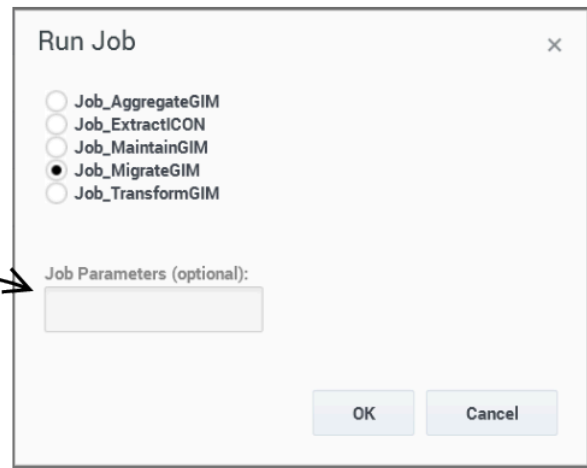 Run Job
Job_AggregateGIM
Job_ExtractICON
Job_MaintainGIM
Job_MigrateGIM
Job_TransformGIM
Job Parameters (optional):
OK Cancel